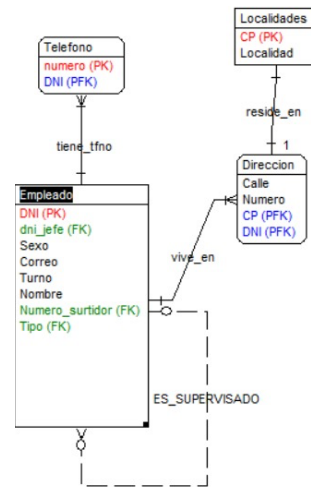 Localidades
CP (PK)
Localidad
Telefono
numero (PK)
DNI (PFK)
reside_en
1
tiene_tfno
Direccion
Calle
Numero
CP (PFK)
DNI (PFK)
Empleado
DNI (PK)
dni_jefe (FK)
Sexo
Correo
Turno
Nombre
Numero_surtidor (FK)
Tipo (FK)
vive_en
ES_SUPERVISADO